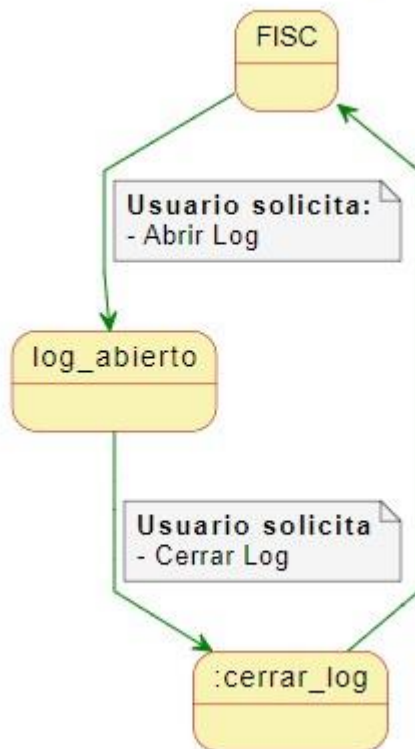 FISC
Usuario solicita:
- Abrir Log
log_abierto
Usuario solicita
- Cerrar Log
:cerrar_log